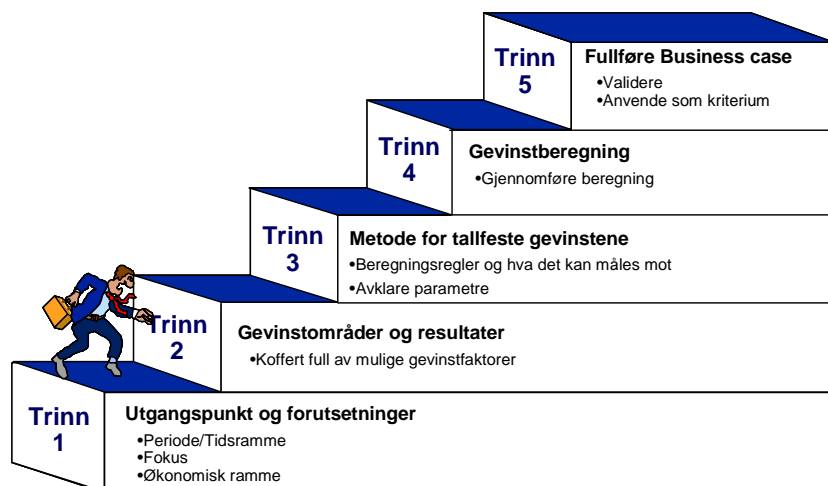 Trinn
5
Fullføre Business case
•Validere
•Anvende som kriterium
Trinn
4
Gevinstberegning
•Gjennomføre beregning
Trinn
3
Metode for tallfeste gevinstene
•Beregningsregler og hva det kan måles mot
•Avklare parametre
Trinn
2
Gevinstområder og resultater
•Koffert full av mulige gevinstfaktorer
Trinn
1
Utgangspunkt og forutsetninger
•Periode/Tidsramme
•Fokus
•Økonomisk ramme